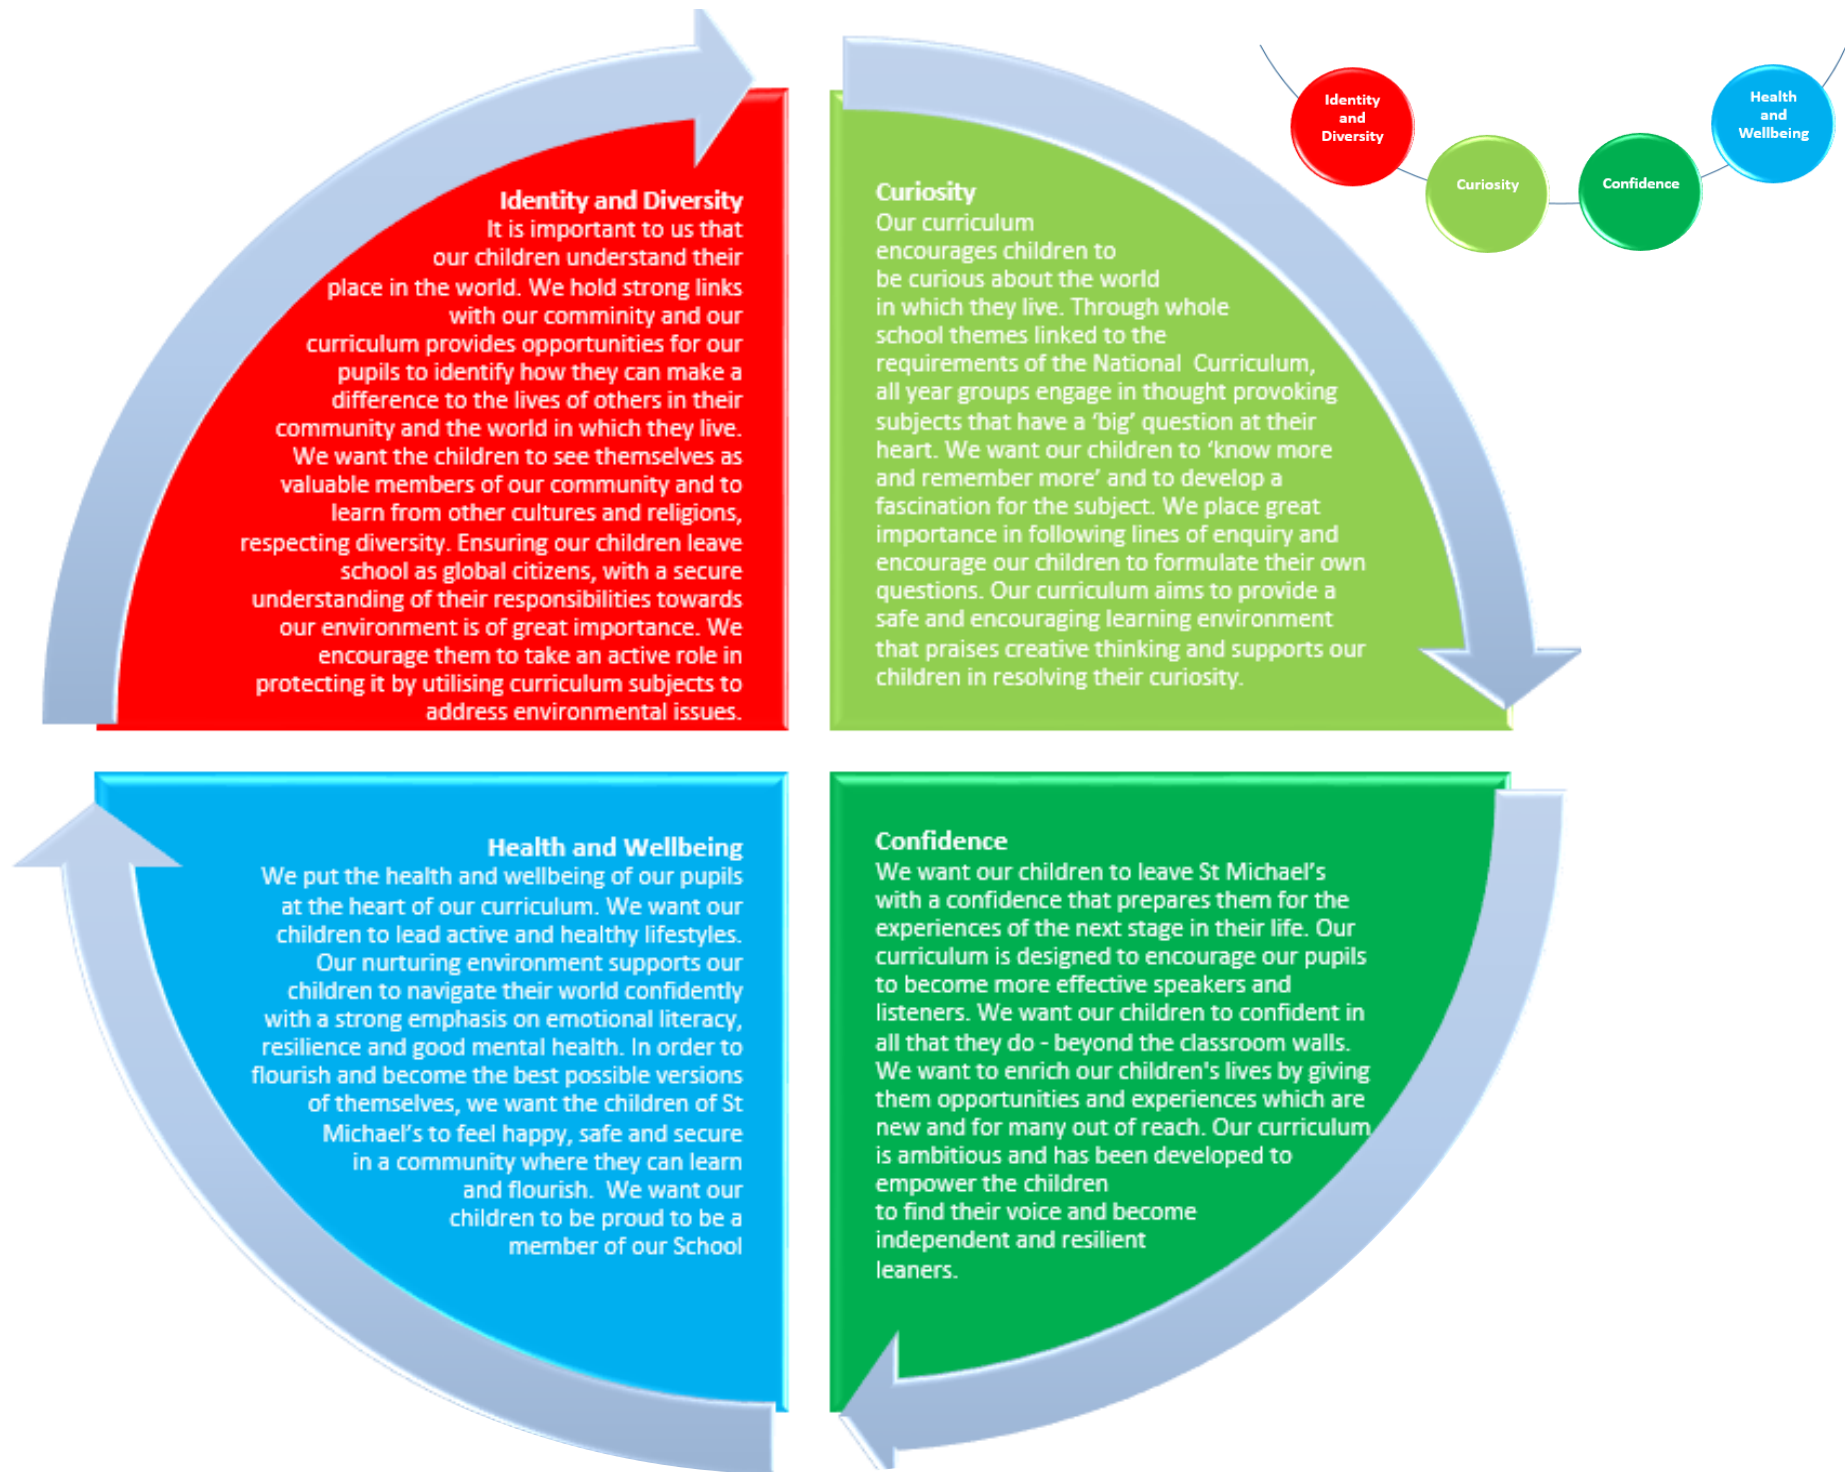 Identity and Diversity
It is important to us that
our children understand their
place in the world. We hold strong links
with our comminity and our
curriculum provides opportunities for our
pupils to identify how they can make a
difference to the lives of others in their
community and the world in which they live.
We want the children to see themselves as
valuable members of our community and to
learn from other cultures and religions,
respecting diversity. Ensuring our children leave
school as global citizens, with a secure
understanding of their responsibilities towards
our environment is of great importance. We
encourage them to take an active role in
protecting it by utilising curriculum subjects to
address environmental issues.
Curiosity
Our curriculum
encourages children to
be curious about the world
in which they live. Through whole
school themes linked to the
requirements of the National  Curriculum,
all year groups engage in thought provoking
subjects that have a ‘big’ question at their
heart. We want our children to ‘know more
and remember more’ and to develop a
fascination for the subject. We place great
importance in following lines of enquiry and
encourage our children to formulate their own
questions. Our curriculum aims to provide a
safe and encouraging learning environment
that praises creative thinking and supports our
children in resolving their curiosity.
Identity
and
Diversity
Curiosity
Confidence
Health
and
Wellbeing
Health and Wellbeing
We put the health and wellbeing of our pupils
at the heart of our curriculum. We want our
children to lead active and healthy lifestyles.
Our nurturing environment supports our
children to navigate their world confidently
with a strong emphasis on emotional literacy,
resilience and good mental health. In order to
flourish and become the best possible versions
of themselves, we want the children of St
Michael’s to feel happy, safe and secure
in a community where they can learn
and flourish.  We want our
children to be proud to be a
member of our School
Confidence
We want our children to leave St Michael’s
with a confidence that prepares them for the
experiences of the next stage in their life. Our
curriculum is designed to encourage our pupils
to become more effective speakers and
listeners. We want our children to confident in
all that they do - beyond the classroom walls.
We want to enrich our children's lives by giving
them opportunities and experiences which are
new and for many out of reach. Our curriculum
is ambitious and has been developed to
empower the children
to find their voice and become
independent and resilient
leaners.